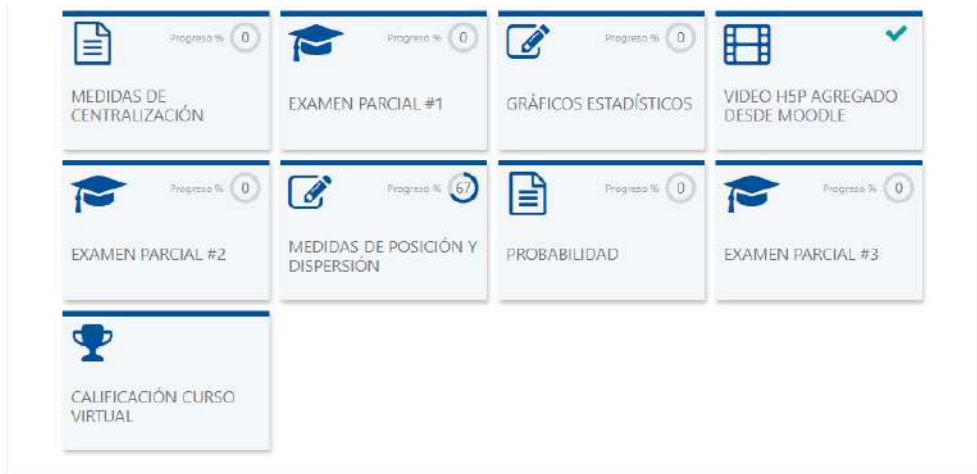 Progreso % 0
MEDIDAS DE
CENTRALIZACIÓN
Progreso % 0
EXAMEN PARCIAL #1
Progreso % 0
GRÁFICOS ESTADÍSTICOS
VIDEO H5P AGREGADO
DESDE MOODLE
Progreso % 0
EXAMEN PARCIAL #2
Progreso % 67
MEDIDAS DE POSICIÓN Y
DISPERSIÓN
Progreso % 0
PROBABILIDAD
Progreso % 0
EXAMEN PARCIAL #3
CALIFICACIÓN CURSO
VIRTUAL